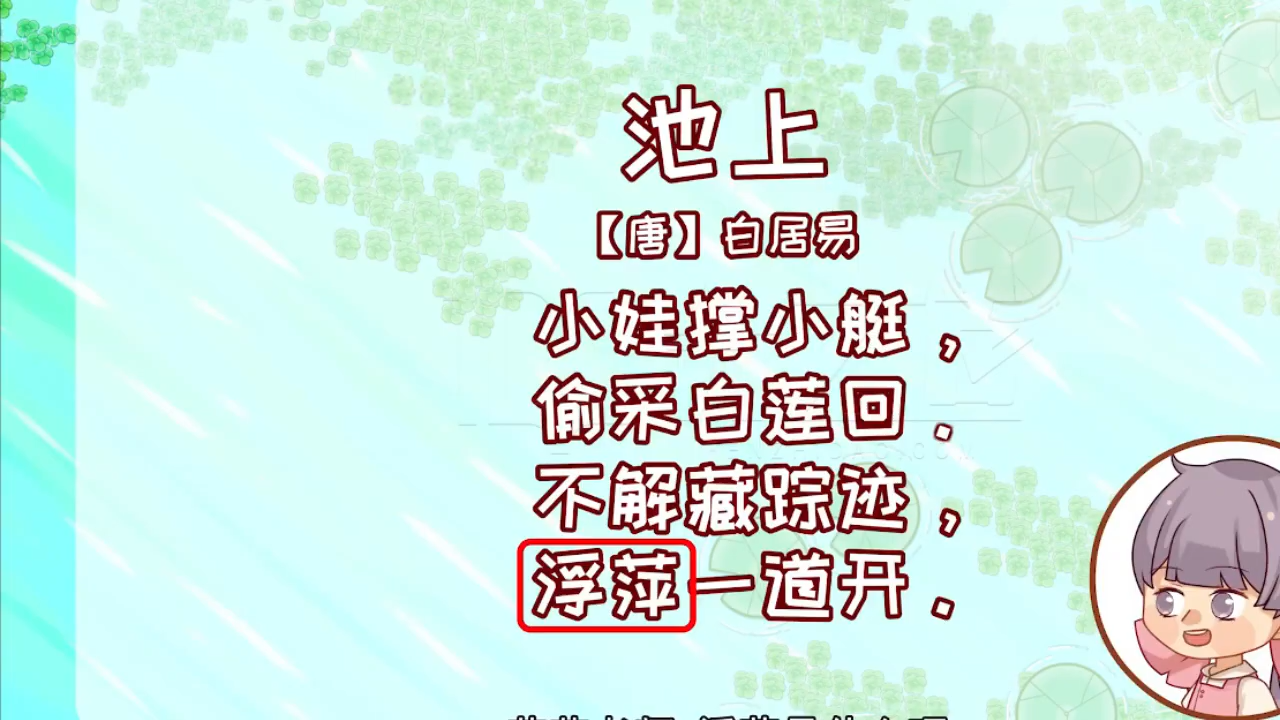 池上
【唐】白居易
小娃撑小艇，
偷采白莲回.
不解藏踪迹，
浮萍一道开.